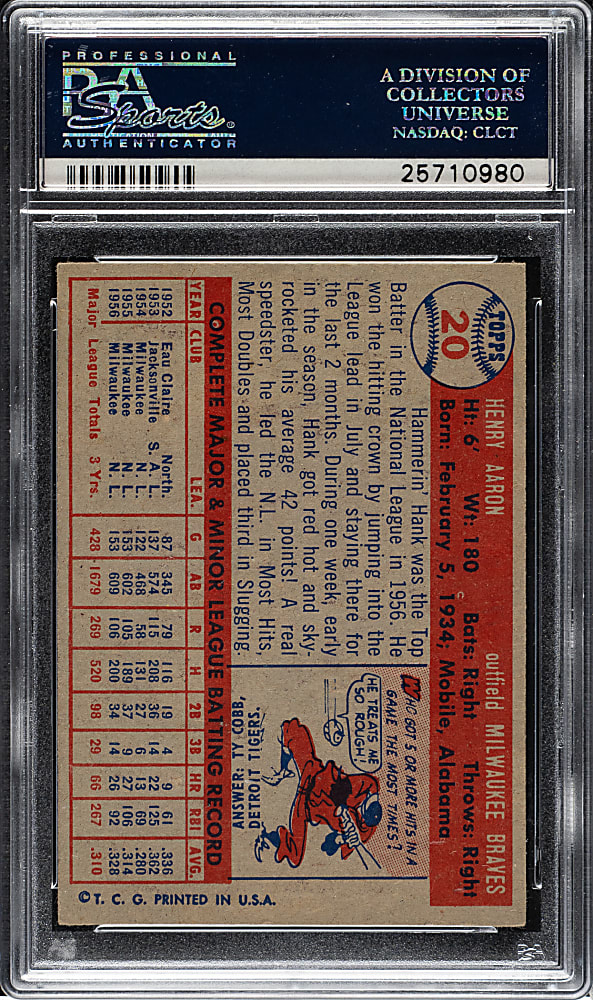 PROFESSIONAL
PSA
Sports®
AUTHENTICATOR
A DIVISION OF
COLLECTORS
UNIVERSE
NASDAQ: CLCT
25710980
TOPPS
20
HENRY AARON outfield MILWAUKEE BRAVES
Ht: 6' Wt: 180 Bats: Right Throws: Right
Born: February 5, 1934; Mobile, Alabama
Hammerin' Hank was the Top
Batter in the National League in 1956. He
won the hitting crown by jumping into the
League lead in July and staying there for
the last 2 months. During one week, early
in the season, Hank got red hot and sky-
rocketed his average 42 points! A real
speedster, he led the N.L. in Most Hits,
Most Doubles and placed third in Slugging.
WHO GOT 5 OR MORE HITS IN A
GAME THE MOST TIMES?
HE TREATS ME
SO ROUGH!
ANSWER: TY COBB,
DETROIT TIGERS.
COMPLETE MAJOR & MINOR LEAGUE BATTING RECORD
YEAR CLUB LEA. G AB R H 2B 3B HR RBI AVG.
1952 Eau Claire North. 87 345 79 116 19 4 9 61 .336
1953 Jacksonville S. A. L. 137 574 115 208 36 14 22 125 .362
1954 Milwaukee N. L. 122 468 58 131 27 6 13 69 .280
1955 Milwaukee N. L. 153 602 105 189 37 9 27 106 .314
1956 Milwaukee N. L. 153 609 106 200 34 14 26 92 .328
Major League Totals 3 Yrs. 428 1679 269 520 98 29 66 267 .310
© T. C. G. PRINTED IN U.S.A.
PSA